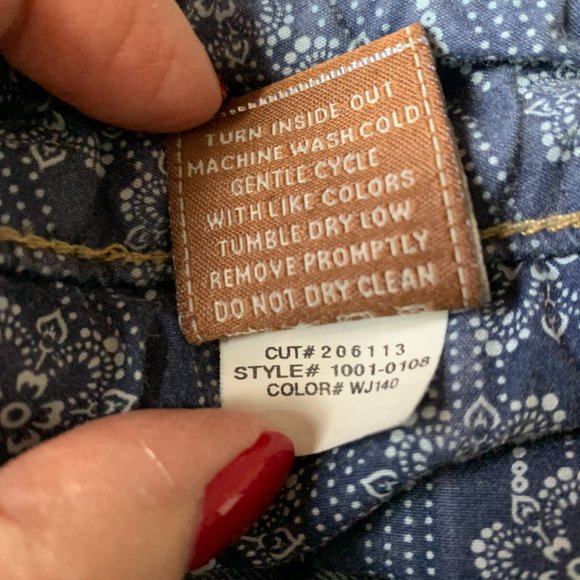 TURN INSIDE OUT
MACHINE WASH COLD
GENTLE CYCLE
WITH LIKE COLORS
TUMBLE DRY LOW
REMOVE PROMPTLY
DO NOT DRY CLEAN
CUT# 206113
STYLE# 1001-0108
COLOR# WJ140